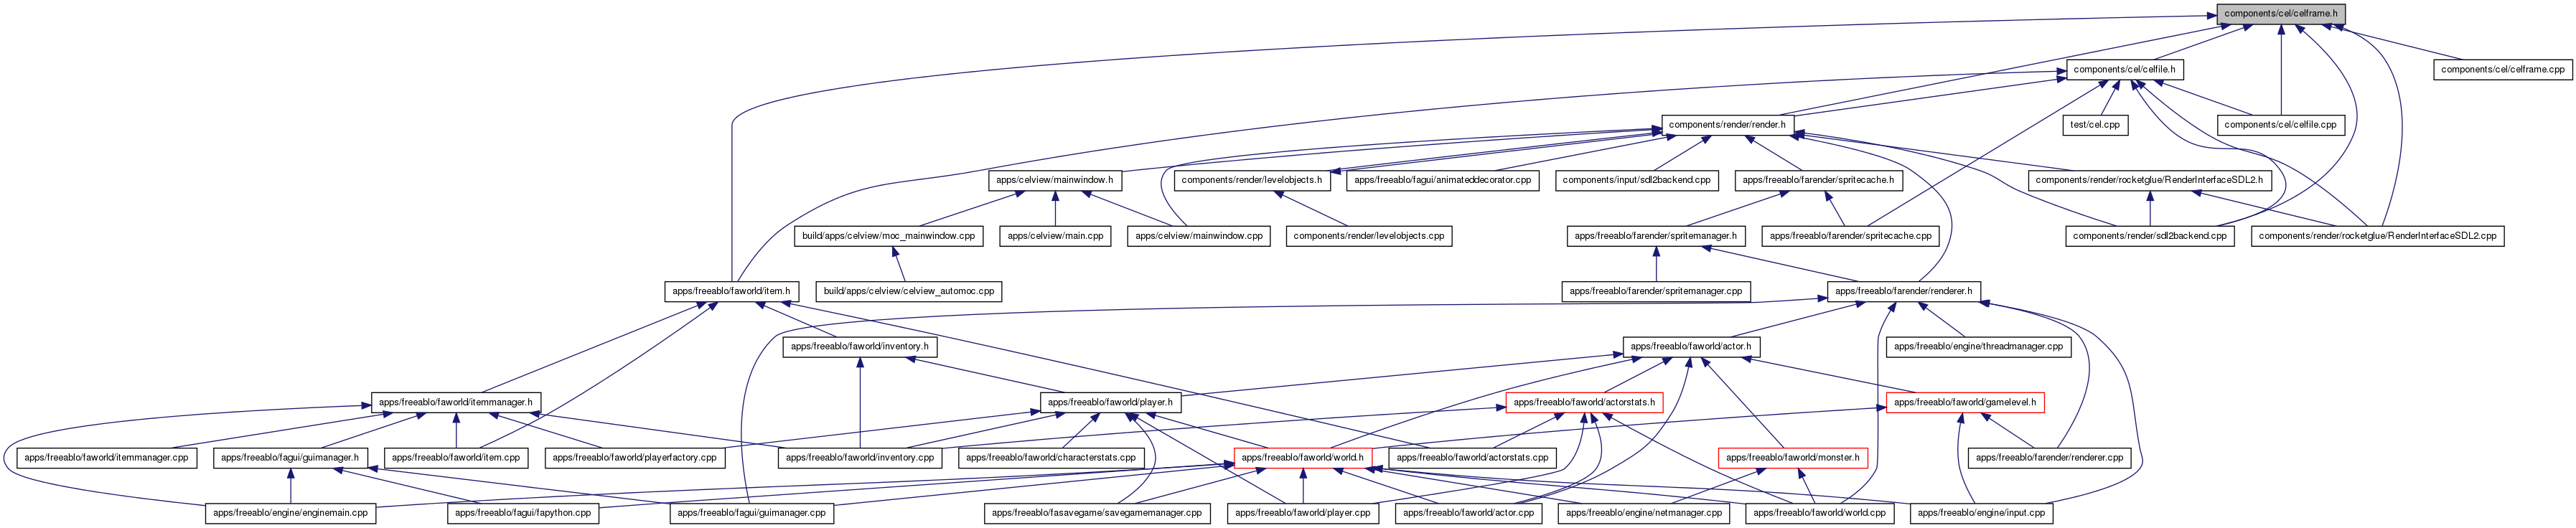 components/cel/celframe.h
components/cel/celfile.h
components/cel/celframe.cpp
components/render/render.h
test/cel.cpp
components/cel/celfile.cpp
apps/celview/mainwindow.h
components/render/levelobjects.h
apps/freeablo/fagui/animateddecorator.cpp
components/input/sdl2backend.cpp
apps/freeablo/farender/spritecache.h
components/render/rocketglue/RenderInterfaceSDL2.h
build/apps/celview/moc_mainwindow.cpp
apps/celview/main.cpp
apps/celview/mainwindow.cpp
components/render/levelobjects.cpp
apps/freeablo/farender/spritemanager.h
apps/freeablo/farender/spritecache.cpp
components/render/sdl2backend.cpp
components/render/rocketglue/RenderInterfaceSDL2.cpp
apps/freeablo/faworld/item.h
build/apps/celview/celview_automoc.cpp
apps/freeablo/farender/spritemanager.cpp
apps/freeablo/farender/renderer.h
apps/freeablo/faworld/inventory.h
apps/freeablo/faworld/actor.h
apps/freeablo/engine/threadmanager.cpp
apps/freeablo/faworld/itemmanager.h
apps/freeablo/faworld/player.h
apps/freeablo/faworld/actorstats.h
apps/freeablo/faworld/gamelevel.h
apps/freeablo/faworld/itemmanager.cpp
apps/freeablo/fagui/guimanager.h
apps/freeablo/faworld/item.cpp
apps/freeablo/faworld/playerfactory.cpp
apps/freeablo/faworld/inventory.cpp
apps/freeablo/faworld/characterstats.cpp
apps/freeablo/faworld/world.h
apps/freeablo/faworld/actorstats.cpp
apps/freeablo/faworld/monster.h
apps/freeablo/farender/renderer.cpp
apps/freeablo/engine/enginemain.cpp
apps/freeablo/fagui/fapython.cpp
apps/freeablo/fagui/guimanager.cpp
apps/freeablo/fasavegame/savegamemanager.cpp
apps/freeablo/faworld/player.cpp
apps/freeablo/faworld/actor.cpp
apps/freeablo/engine/netmanager.cpp
apps/freeablo/faworld/world.cpp
apps/freeablo/engine/input.cpp